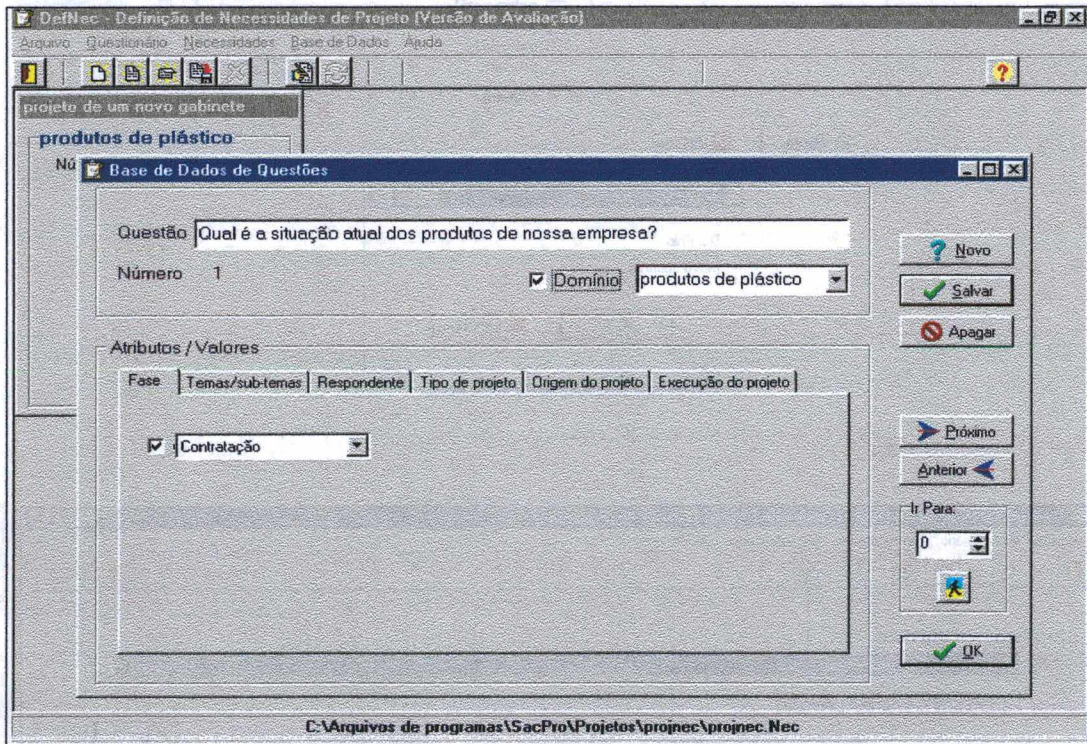 DefNec - Definição de Necessidades de Projeto (Versão de Avaliação)
Arquivo Questionário Necessidades Base de Dados Ajuda
projeto de um novo gabinete
produtos de plástico
Nú
Base de Dados de Questões
Questão Qual é a situação atual dos produtos de nossa empresa?
Novo
Número 1 Domínio produtos de plástico
Salvar
Apagar
Atributos / Valores
Fase Temas/sub-temas Respondente Tipo de projeto Origem do projeto Execução do projeto
Contratação
Próximo
Anterior
Ir Para:
0
OK
C:\Arquivos de programas\SacPro\Projetos\projnec\projnec.Nec